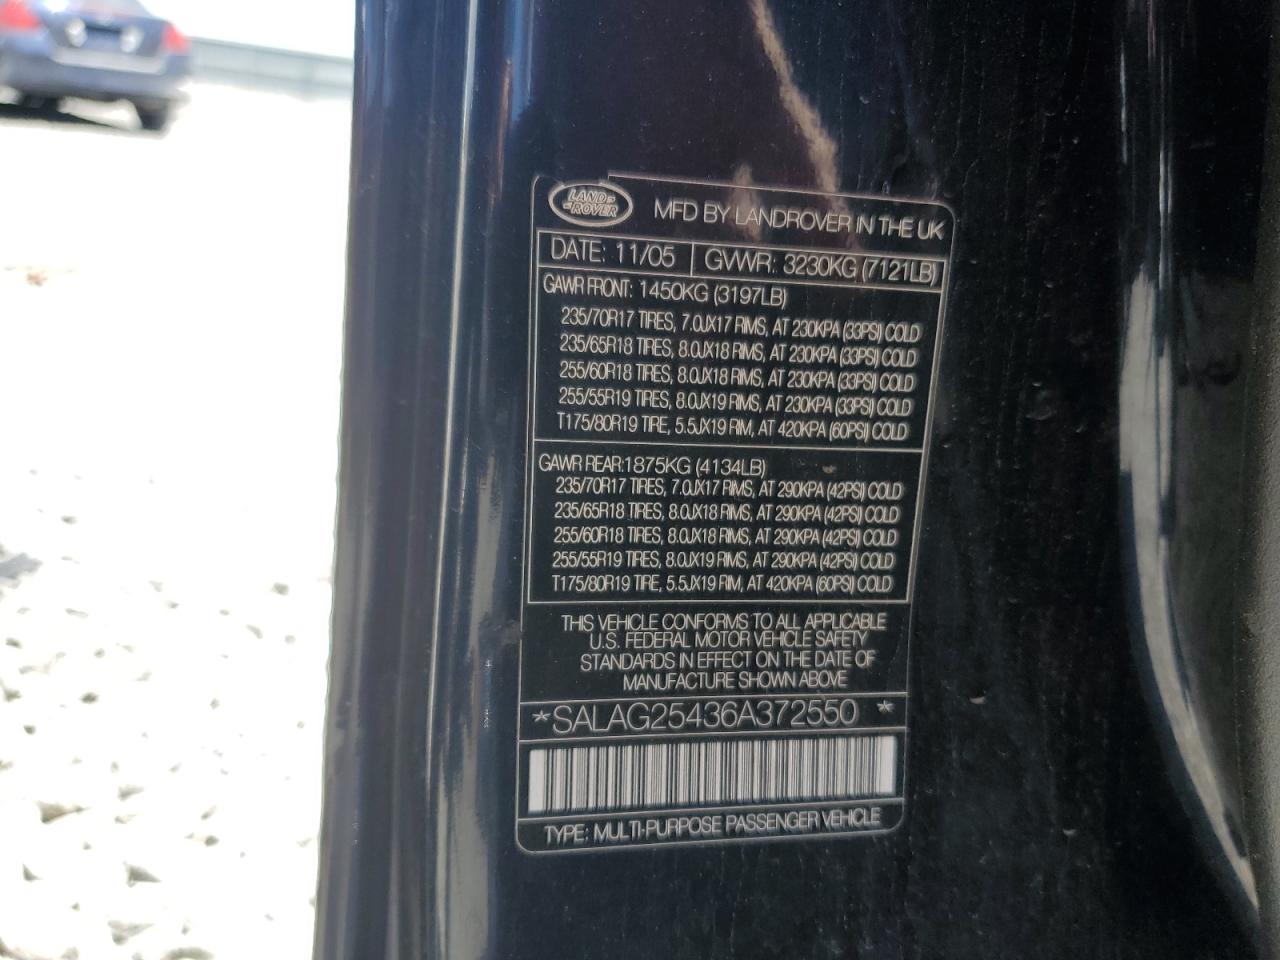 LAND
ROVER
MFD BY LANDROVER IN THE UK
DATE: 11/05 GVWR: 3230KG (7121LB)
GAWR FRONT: 1450KG (3197LB)
235/70R17 TIRES, 7.0JX17 RIMS, AT 230KPA (33PSI) COLD
235/65R18 TIRES, 8.0JX18 RIMS, AT 230KPA (33PSI) COLD
255/60R18 TIRES, 8.0JX18 RIMS, AT 230KPA (33PSI) COLD
255/55R19 TIRES, 8.0JX19 RIMS, AT 230KPA (33PSI) COLD
T175/80R19 TIRE, 5.5JX19 RIM, AT 420KPA (60PSI) COLD
GAWR REAR:1875KG (4134LB)
235/70R17 TIRES, 7.0JX17 RIMS, AT 290KPA (42PSI) COLD
235/65R18 TIRES, 8.0JX18 RIMS, AT 290KPA (42PSI) COLD
255/60R18 TIRES, 8.0JX18 RIMS, AT 290KPA (42PSI) COLD
255/55R19 TIRES, 8.0JX19 RIMS, AT 290KPA (42PSI) COLD
T175/80R19 TIRE, 5.5JX19 RIM, AT 420KPA (60PSI) COLD
THIS VEHICLE CONFORMS TO ALL APPLICABLE
U.S. FEDERAL MOTOR VEHICLE SAFETY
STANDARDS IN EFFECT ON THE DATE OF
MANUFACTURE SHOWN ABOVE
*SALAG25436A372550 *
TYPE: MULTI-PURPOSE PASSENGER VEHICLE